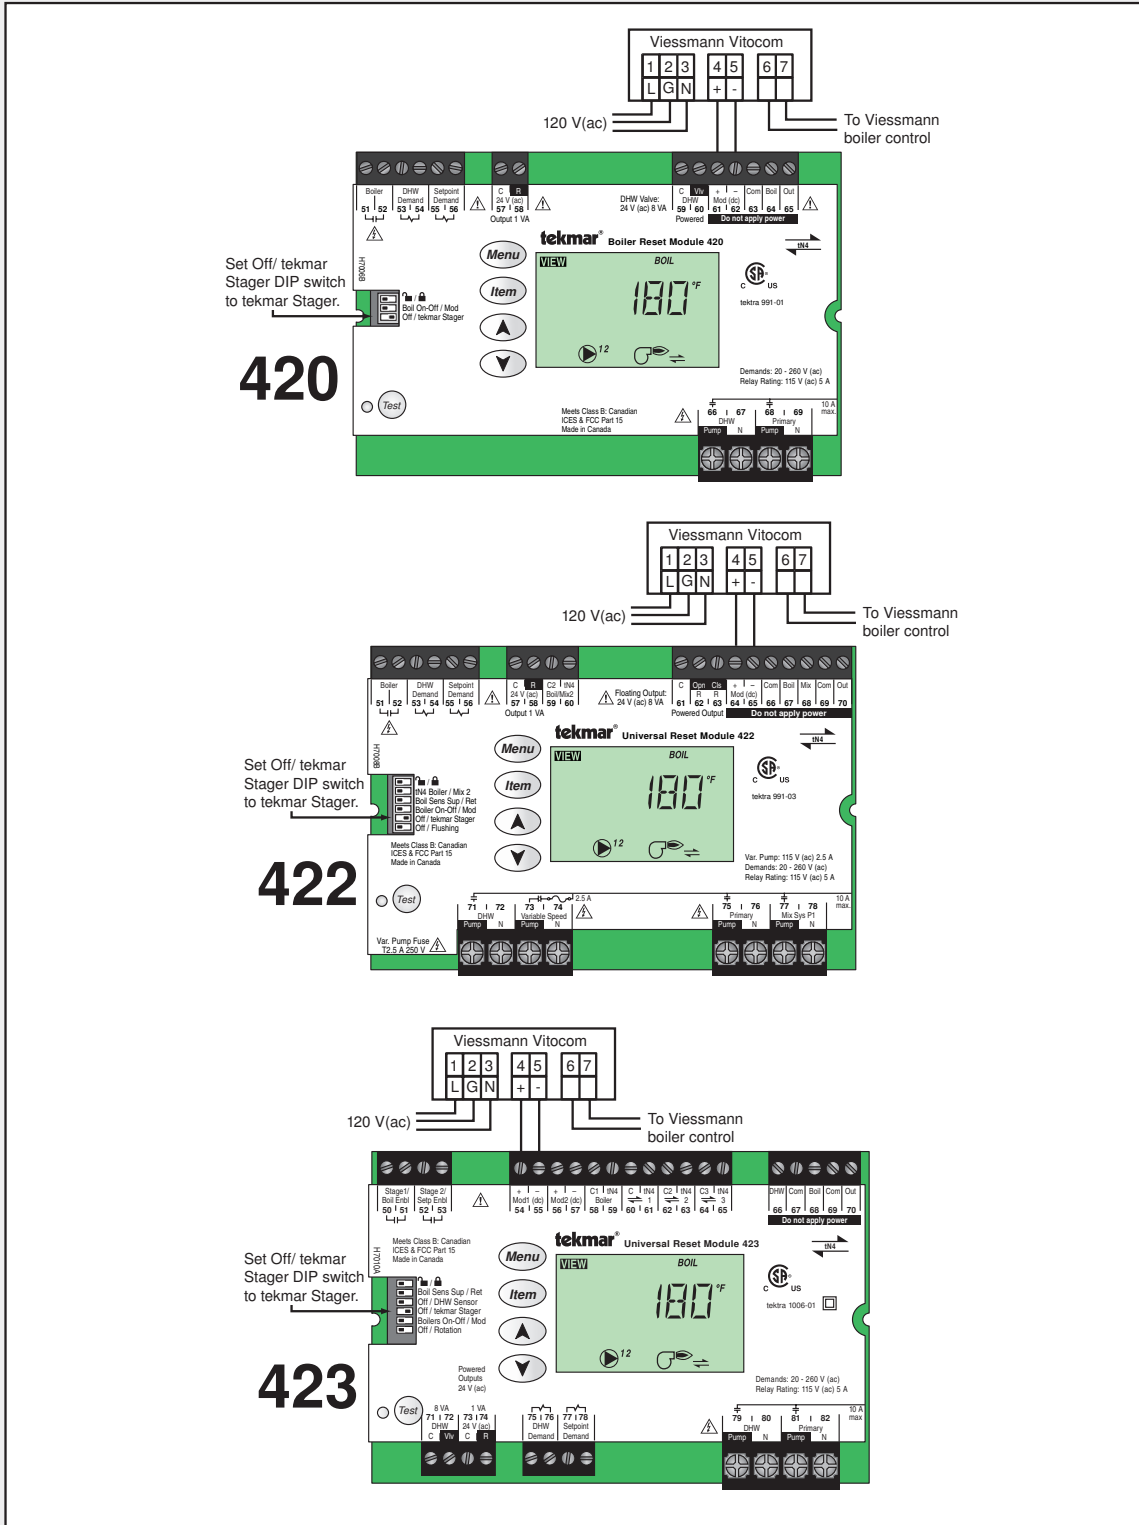 Viessmann Vitocom
1 2 3 4 5 6 7
L G N + -
120 V(ac)
To Viessmann
boiler control
Boiler
51 52
DHW
Demand
53 54
Setpoint
Demand
55 56
C R
24 V (ac)
57 58
Output 1 VA
DHW Valve:
24 V (ac) 8 VA
C Vlv
DHW
59 60
Powered
+ –
Mod (dc)
61 62
Com Boil Out
63 64 65
Do not apply power
H7006B
tekmar® Boiler Reset Module 420
tN4
Menu
Item
VIEW
BOIL
180 °F
1 2
C SA® US
tektra 991-01
Set Off/ tekmar
Stager DIP switch
to tekmar Stager.
/
Boil On-Off / Mod
Off / tekmar Stager
420
Test
Demands: 20 - 260 V (ac)
Relay Rating: 115 V (ac) 5 A
Meets Class B: Canadian
ICES & FCC Part 15
Made in Canada
10 A
max.
66 67 68 69
DHW Primary
Pump N Pump N
Viessmann Vitocom
1 2 3 4 5 6 7
L G N + -
120 V(ac)
To Viessmann
boiler control
Boiler
51 52
DHW
Demand
53 54
Setpoint
Demand
55 56
C R
24 V (ac)
57 58
Output 1 VA
C2 tN4
Boil/Mix2
59 60
Floating Output:
24 V (ac) 8 VA
C Opn Cls
R R
61 62 63
Powered Output
+ –
Mod (dc)
64 65
Com Boil Mix Com Out
66 67 68 69 70
Do not apply power
H7008B
tekmar® Universal Reset Module 422
tN4
Menu
Item
VIEW
BOIL
180 °F
1 2
C SA® US
tektra 991-03
Set Off/ tekmar
Stager DIP switch
to tekmar Stager.
/
tN4 Boiler / Mix 2
Boil Sens Sup / Ret
Boiler On-Off / Mod
Off / tekmar Stager
Off / Flushing
Meets Class B: Canadian
ICES & FCC Part 15
Made in Canada
422
Test
Var. Pump: 115 V (ac) 2.5 A
Demands: 20 - 260 V (ac)
Relay Rating: 115 V (ac) 5 A
2.5 A
10 A
max.
71 72 73 74
DHW Variable Speed
Pump N Pump N
75 76 77 78
Primary Mix Sys P1
Pump N Pump N
Var. Pump Fuse
T2.5 A 250 V
Viessmann Vitocom
1 2 3 4 5 6 7
L G N + -
120 V(ac)
To Viessmann
boiler control
Stage1/
Boil Enbl
50 51
Stage 2/
Setp Enbl
52 53
+ –
Mod1 (dc)
54 55
+ –
Mod2 (dc)
56 57
C1 tN4
Boiler
58 59
C tN4
1
60 61
C2 tN4
2
62 63
C3 tN4
3
64 65
DHW Com Boil Com Out
66 67 68 69 70
Do not apply power
Meets Class B: Canadian
ICES & FCC Part 15
Made in Canada
H7010A
tekmar® Universal Reset Module 423
tN4
Menu
Item
VIEW
BOIL
180 °F
1 2
C SA® US
tektra 1006-01
Set Off/ tekmar
Stager DIP switch
to tekmar Stager.
/
Boil Sens Sup / Ret
Off / DHW Sensor
Off / tekmar Stager
Boilers On-Off / Mod
Off / Rotation
423
Powered
Outputs
24 V (ac)
Test
Demands: 20 - 260 V (ac)
Relay Rating: 115 V (ac) 5 A
8 VA 1 VA
71 72 73 74
DHW 24 V (ac)
C Vlv C R
75 76 77 78
DHW Setpoint
Demand Demand
10 A
max
79 80 81 82
DHW Primary
Pump N Pump N